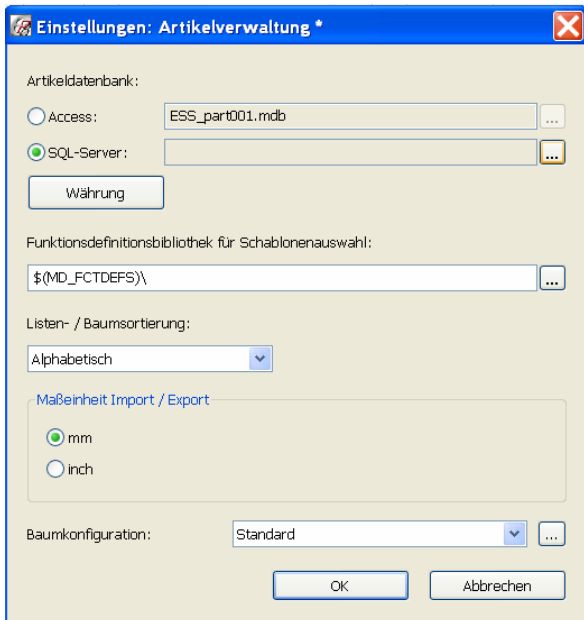 Einstellungen: Artikelverwaltung *
Artikeldatenbank:
Access: ESS_part001.mdb ...
SQL-Server: ...
Währung
Funktionsdefinitionsbibliothek für Schablonenauswahl:
$(MD_FCTDEFS)\ ...
Listen- / Baumsortierung:
Alphabetisch
Maßeinheit Import / Export
mm
inch
Baumkonfiguration: Standard ...
OK Abbrechen